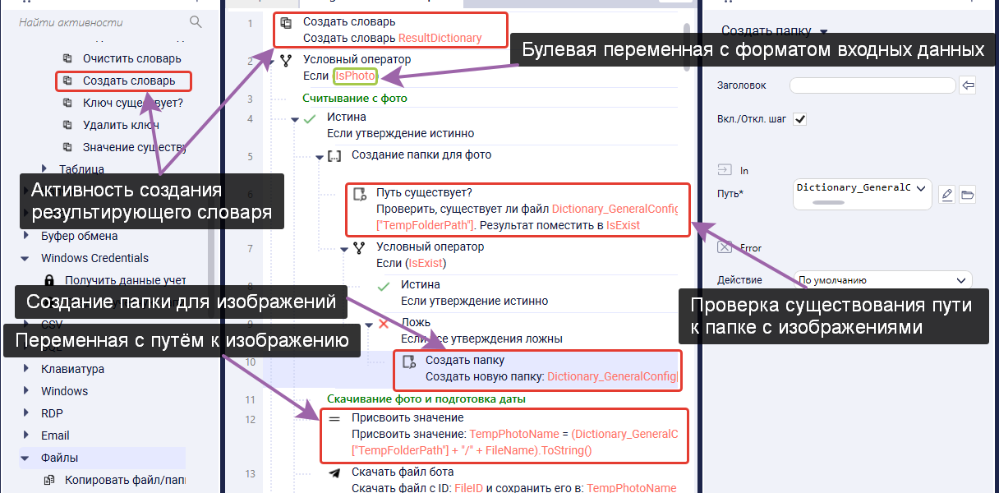 Найти активности
Очистить словарь
Создать словарь
Ключ существует?
Удалить ключ
Значение существу
Таблица
Активность создания
результирующего словаря
Буфер обмена
Windows Credentials
Получить данные учет
Создание папки для изображений
CSV
Переменная с путём к изображению
Клавиатура
Windows
RDP
Email
Файлы
Копировать файл/пап
1
Создать словарь
Создать словарь ResultDictionary
2
Условный оператор
Если (IsPhoto)
Булевая переменная с форматом входных данных
3
Считывание с фото
4
Истина
Если утверждение истинно
5
Создание папки для фото
6
Путь существует?
Проверить, существует ли файл Dictionary_GeneralConfig
["TempFolderPath"]. Результат поместить в IsExist
7
Условный оператор
Если (IsExist)
8
Истина
Если утверждение истинно
Ложь
Если все утверждения ложны
10
Создать папку
Создать новую папку: Dictionary_GeneralConfig[
11
Скачивание фото и подготовка даты
12
Присвоить значение
Присвоить значение: TempPhotoName = (Dictionary_GeneralC
["TempFolderPath"] + "/" + FileName).ToString()
13
Скачать файл бота
Скачать файл с ID: FileID и сохранить его в: TempPhotoName
Создать папку
Заголовок
Вкл./Откл. шаг
In
Путь*
Dictionary_GeneralC
Error
Действие
По умолчанию
Проверка существования пути
к папке с изображениями